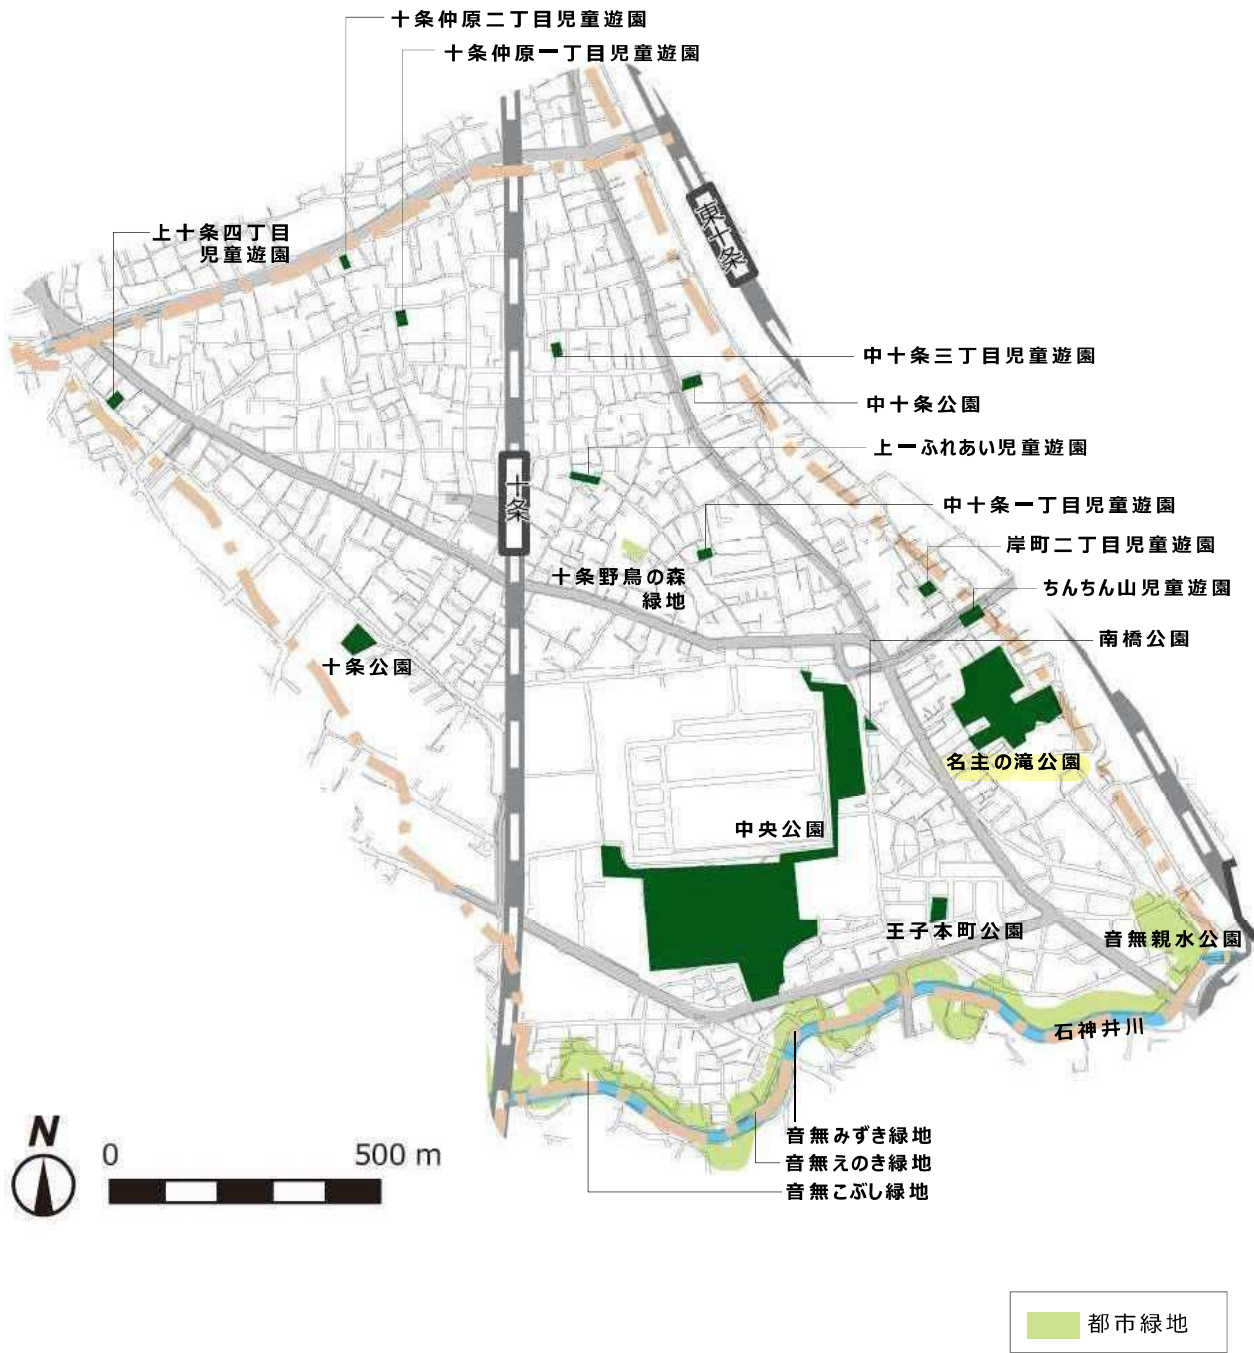 十条仲原二丁目児童遊園
十条仲原一丁目児童遊園
東十条
上十条四丁目
児童遊園
中十条三丁目児童遊園
中十条公園
上一ふれあい児童遊園
十条
中十条一丁目児童遊園
岸町二丁目児童遊園
十条野鳥の森
緑地
ちんちん山児童遊園
南橋公園
十条公園
名主の滝公園
中央公園
王子本町公園
音無親水公園
石神井川
音無みずき緑地
音無えのき緑地
音無こぶし緑地
N
0 500 m
都市緑地